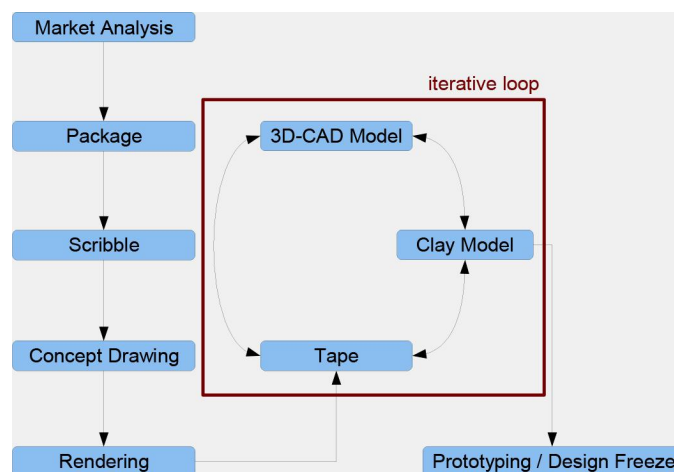 Market Analysis
iterative loop
Package
3D-CAD Model
Scribble
Clay Model
Concept Drawing
Tape
Rendering
Prototyping / Design Freeze